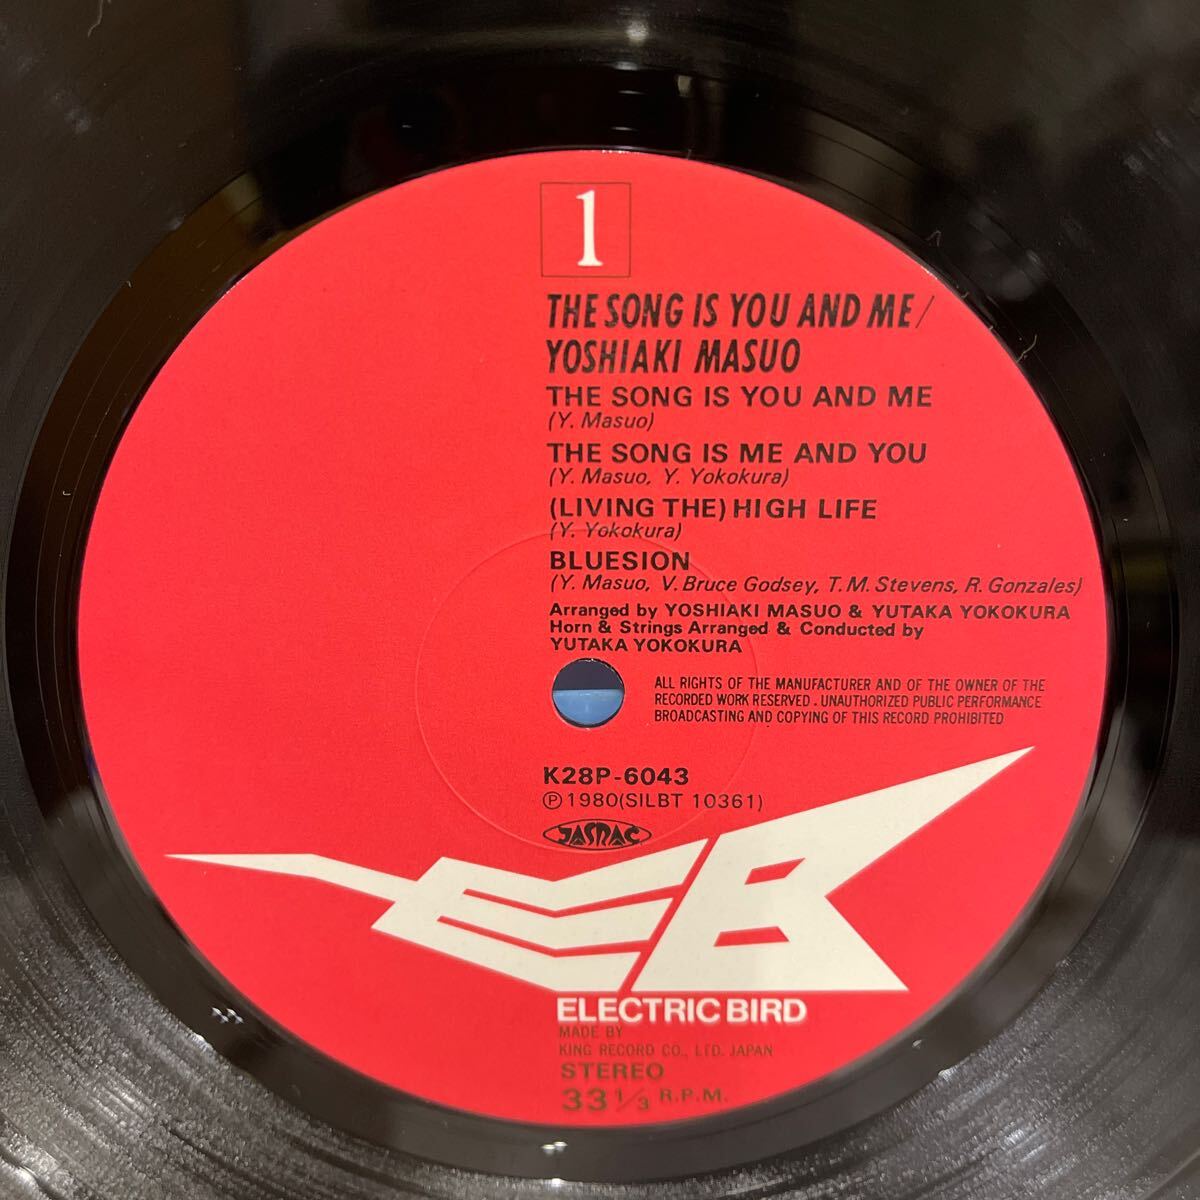 1
THE SONG IS YOU AND ME/
YOSHIAKI MASUO
THE SONG IS YOU AND ME
(Y. Masuo)
THE SONG IS ME AND YOU
(Y. Masuo, Y. Yokokura)
(LIVING THE) HIGH LIFE
(Y. Yokokura)
BLUESION
(Y. Masuo, V. Bruce Godsey, T. M. Stevens, R. Gonzales)
Arranged by YOSHIAKI MASUO & YUTAKA YOKOKURA
Horn & Strings Arranged & Conducted by
YUTAKA YOKOKURA
ALL RIGHTS OF THE MANUFACTURER AND OF THE OWNER OF THE
RECORDED WORK RESERVED. UNAUTHORIZED PUBLIC PERFORMANCE
BROADCASTING AND COPYING OF THIS RECORD PROHIBITED
K28P-6043
Ⓟ1980(SILBT 10361)
JASRAC
EB
ELECTRIC BIRD
MADE BY
KING RECORD CO., LTD. JAPAN
STEREO
33 1/3 R.P.M.